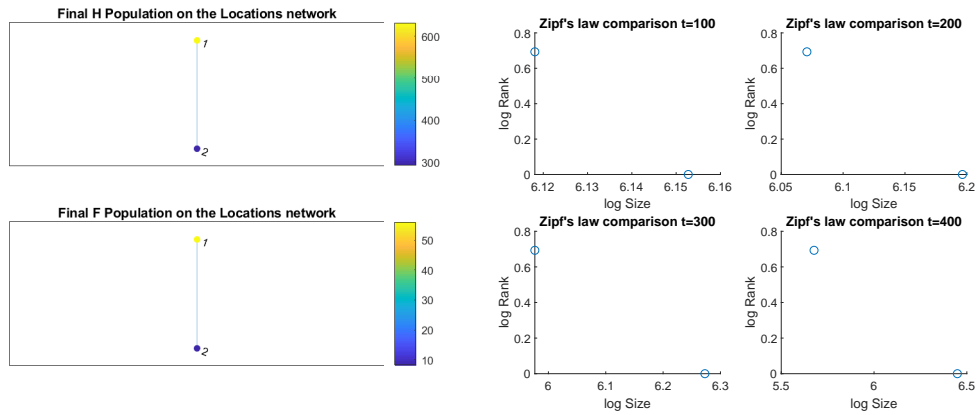 Final H Population on the Locations network
1
2
600
500
400
300
Final F Population on the Locations network
1
2
50
40
30
20
10
Zipf's law comparison t=100
0.8
0.6
0.4
0.2
0
log Rank
6.12 6.13 6.14 6.15 6.16
log Size
Zipf's law comparison t=200
0.8
0.6
0.4
0.2
0
log Rank
6.05 6.1 6.15 6.2
log Size
Zipf's law comparison t=300
0.8
0.6
0.4
0.2
0
log Rank
6 6.1 6.2 6.3
log Size
Zipf's law comparison t=400
0.8
0.6
0.4
0.2
0
log Rank
5.5 6 6.5
log Size